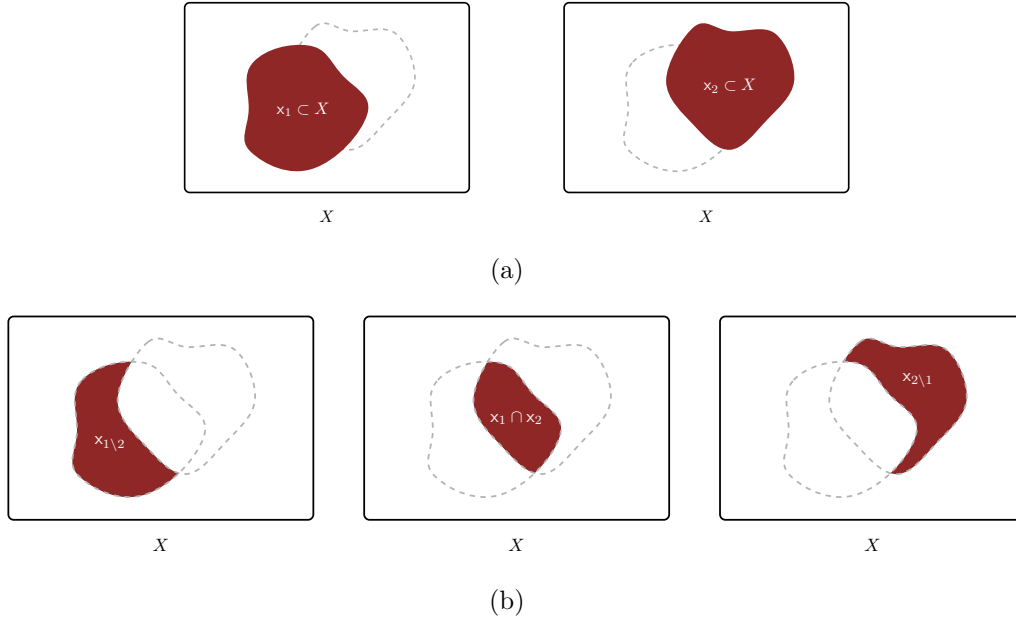 x₁ ⊂ X
x₂ ⊂ X
X
X
(a)
x₁\₂
x₁ ∩ x₂
x₂\₁
X
X
X
(b)